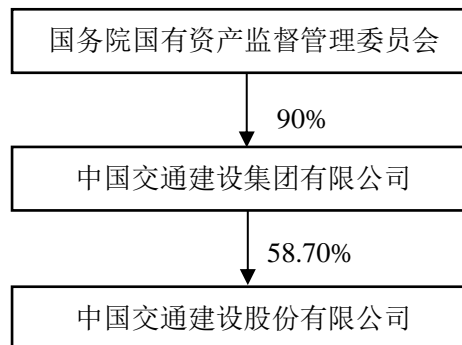 国务院国有资产监督管理委员会
90%
中国交通建设集团有限公司
58.70%
中国交通建设股份有限公司